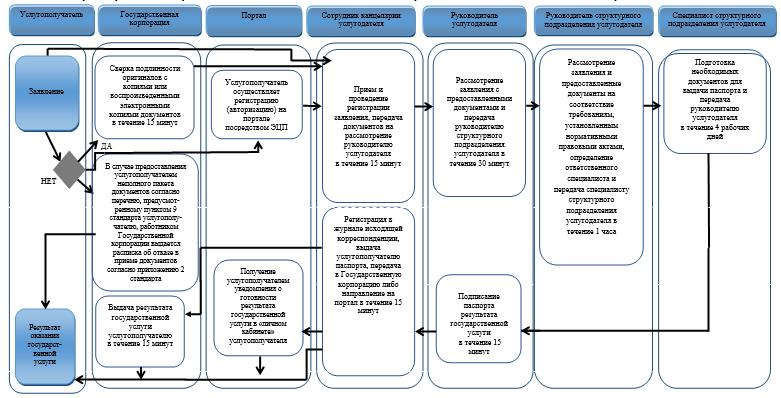 Услугополучатель
Государственная
корпорация
Портал
Сотрудник канцелярии
услугодателя
Руководитель
услугодателя
Руководитель структурного
подразделения услугодателя
Специалист структурного
подразделения услугодателя
Заявление
ДА
НЕТ
Результат
оказания
государст-
венной
услуги
Сверка подлинности
оригиналов с
копиями или
воспроизведенными
электронными
копиями документов
в течение 15 минут
В случае предоставления
услугополучателем
неполного пакета
документов согласно
перечню, предусмот-
ренному пунктом 9
стандарта услугополу-
чателю, работником
Государственной
корпорации выдается
расписка об отказе в
приеме документов
согласно приложению 2
стандарта
Выдача результата
государственной
услуги
услугополучателю
в течение 15 минут
Услугополучатель
осуществляет
регистрацию
(авторизацию) на
портале
посредством ЭЦП
Получение
услугополучателем
уведомления о
готовности
результата
государственной
услуги в «личном
кабинете»
услугополучателя
Прием и
проведение
регистрации
заявления, передача
документов на
рассмотрение
руководителю
услугодателя
в течение 15 минут
Регистрация в
журнале исходящей
корреспонденции,
выдача
услугополучателю
паспорта, передача
в Государственную
корпорацию либо
направление на
портал в течение 15
минут
Рассмотрение
заявления с
предоставленными
документами и
передача
руководителю
структурного
подразделения
услугодателя в
течение 30 минут
Подписание
паспорта
результата
государственной
услуги
в течение 15
минут
Рассмотрение
заявления и
предоставленные
документы на
соответствие
требованиям,
установленным
нормативными
правовыми актами,
определение
ответственного
специалиста и
передача специалисту
структурного
подразделения
услугодателя в
течение 1 часа
Подготовка
необходимых
документов для
выдачи паспорта и
передача
руководителю
услугодателя
в течение 4 рабочих
дней